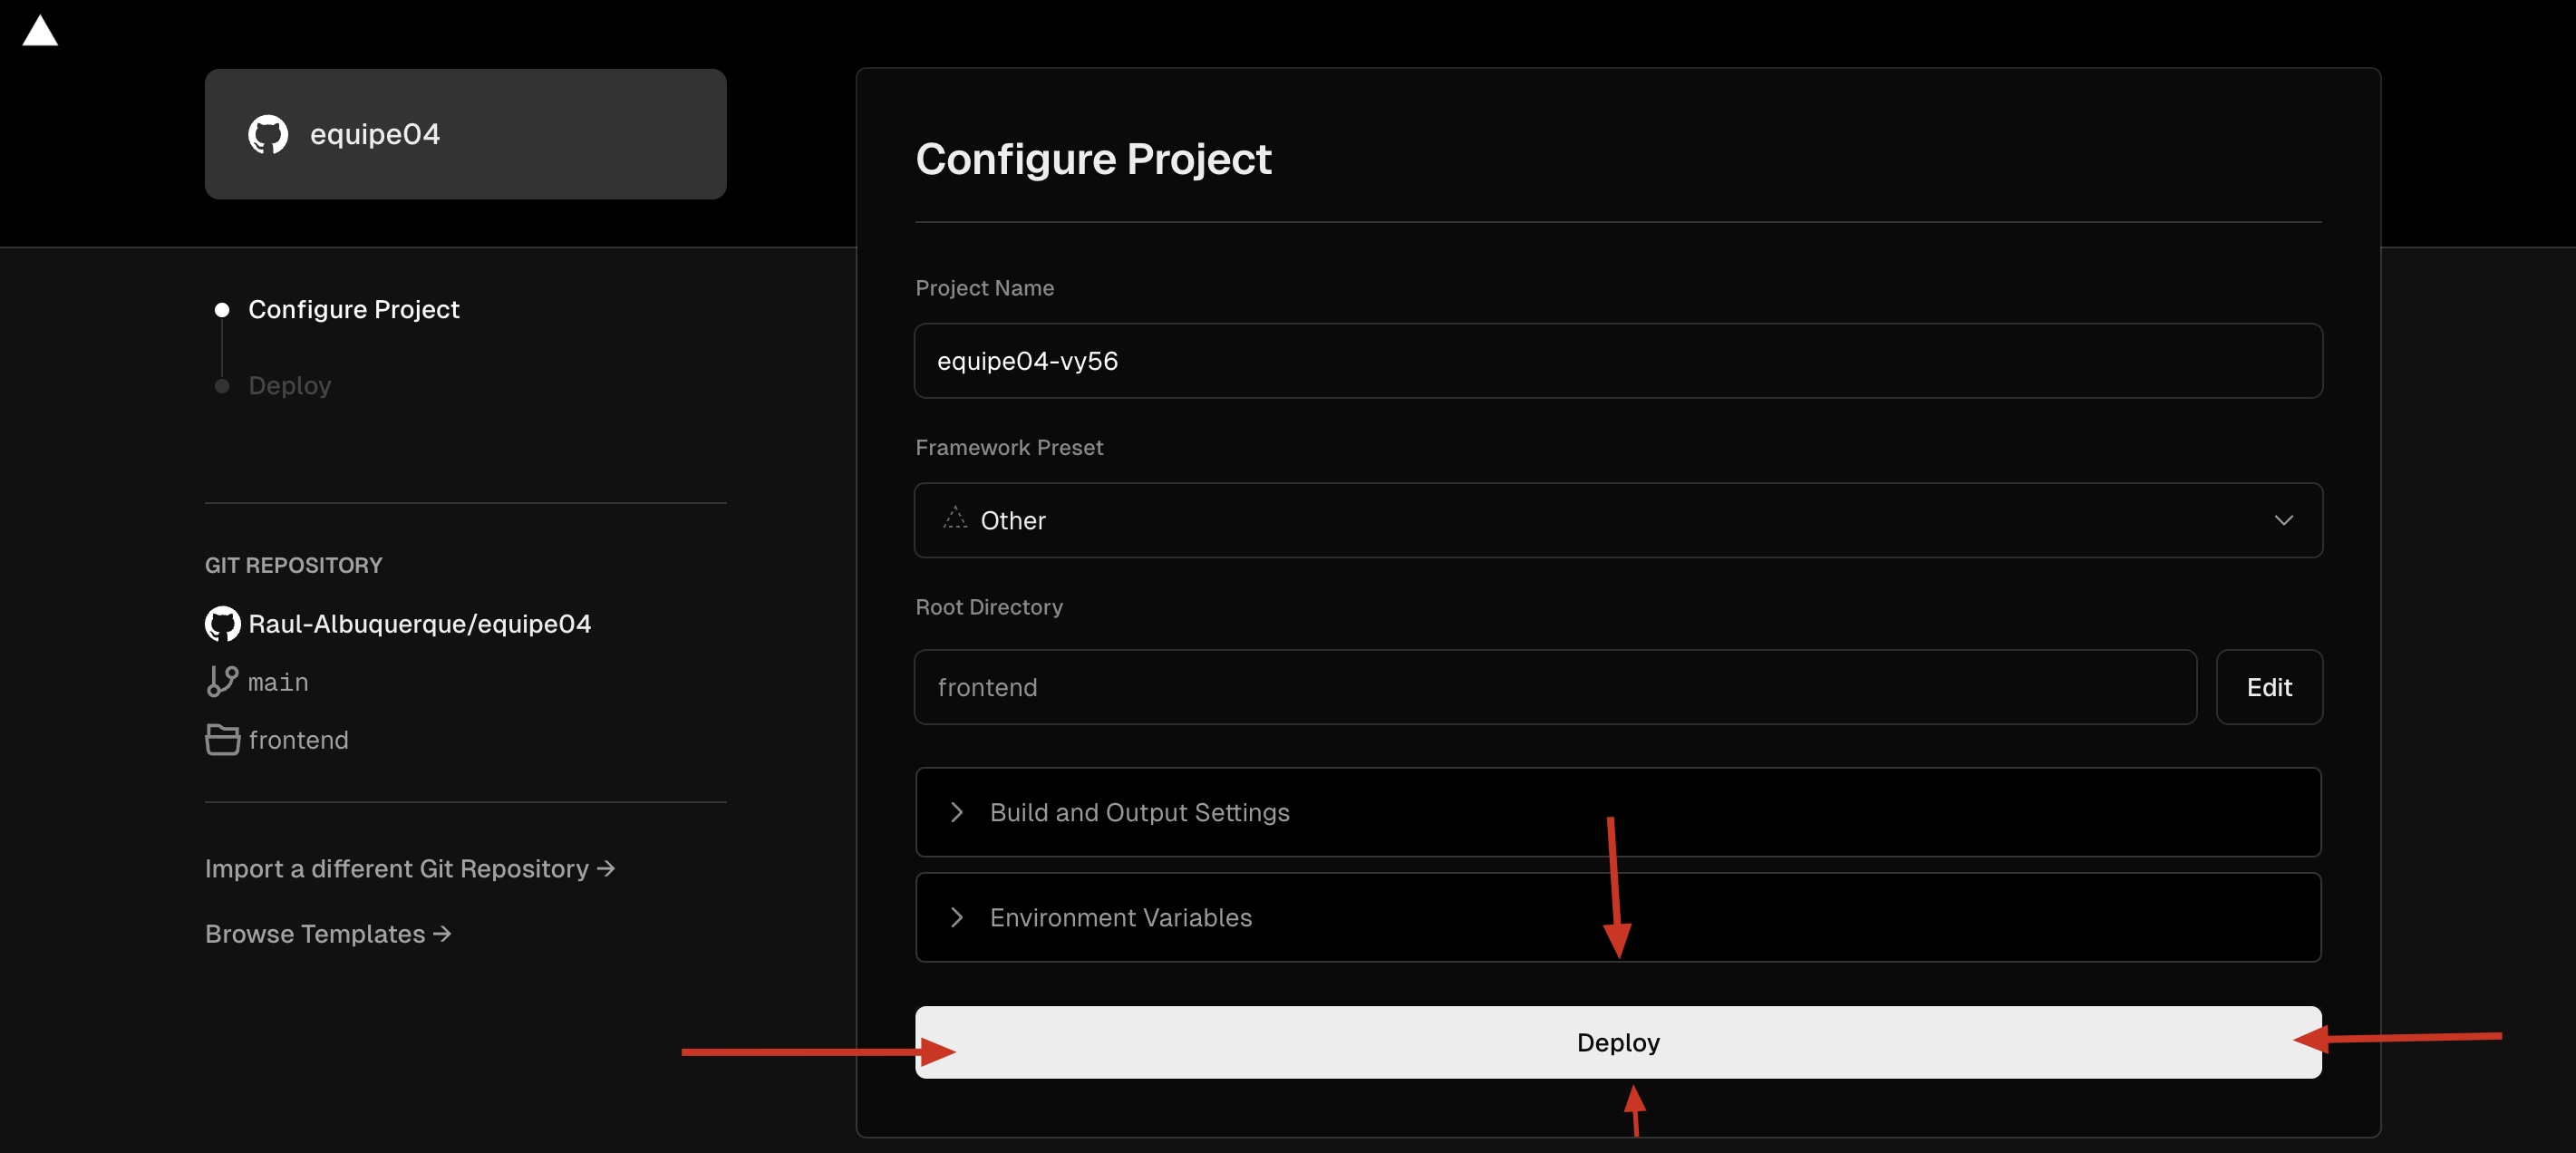 equipe04
Configure Project
Deploy
GIT REPOSITORY
Raul-Albuquerque/equipe04
main
frontend
Import a different Git Repository →
Browse Templates →
Configure Project
Project Name
equipe04-vy56
Framework Preset
Other
Root Directory
frontend
Edit
Build and Output Settings
Environment Variables
Deploy